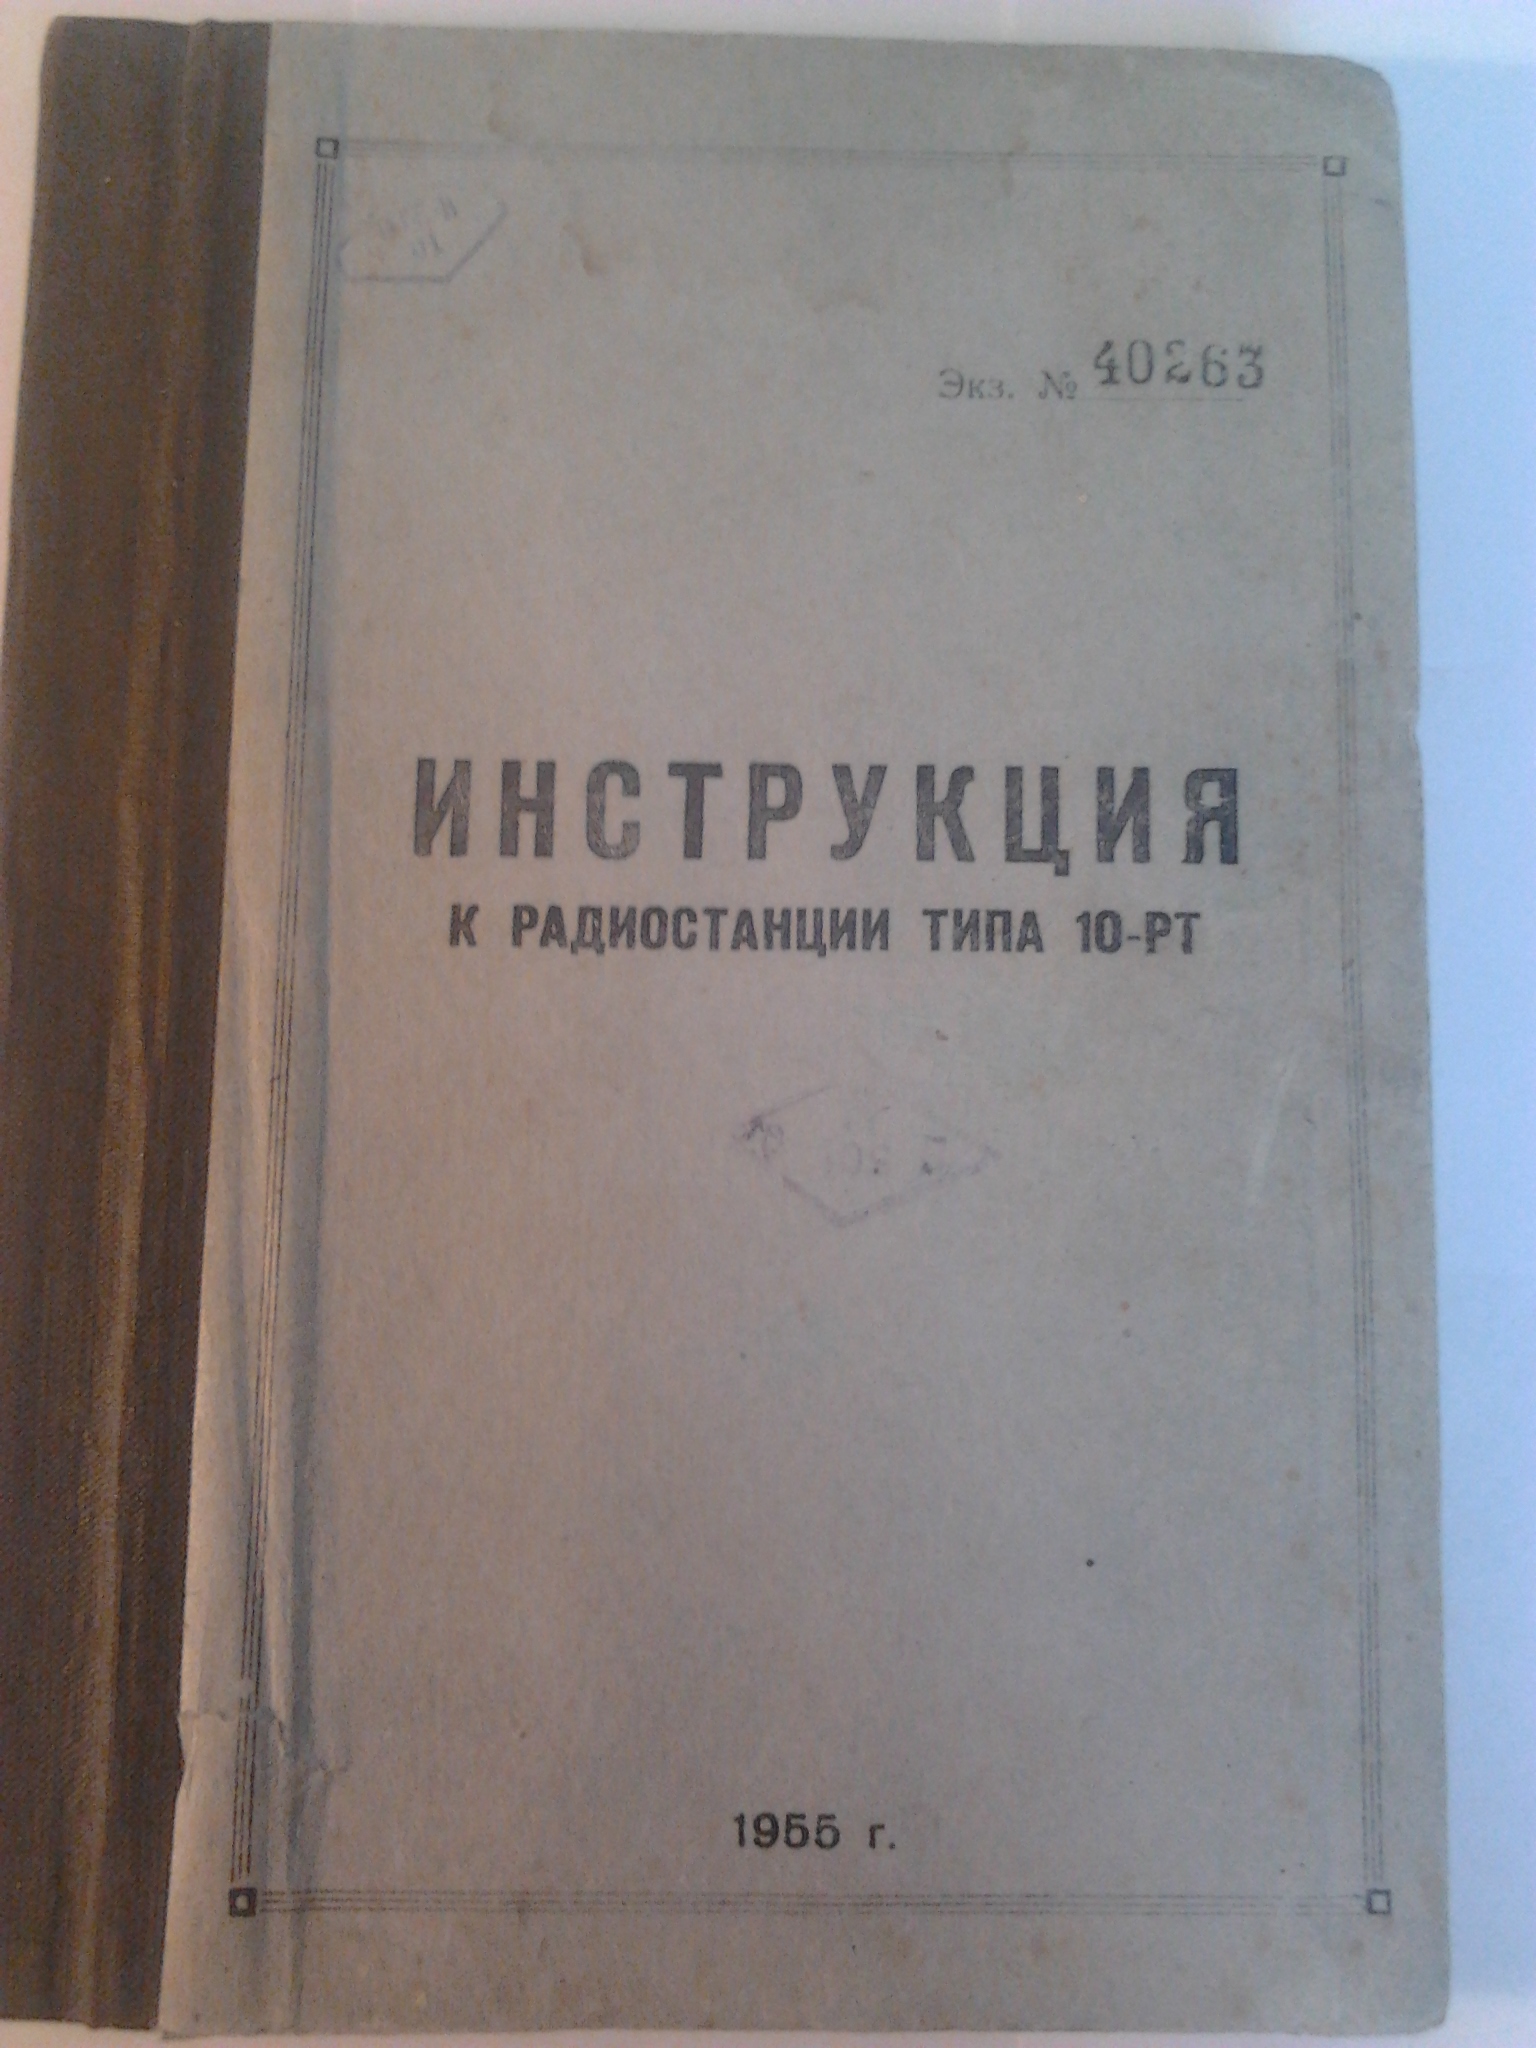 Экз. № 40263
ИНСТРУКЦИЯ
К РАДИОСТАНЦИИ ТИПА 10-РТ
1955 г.